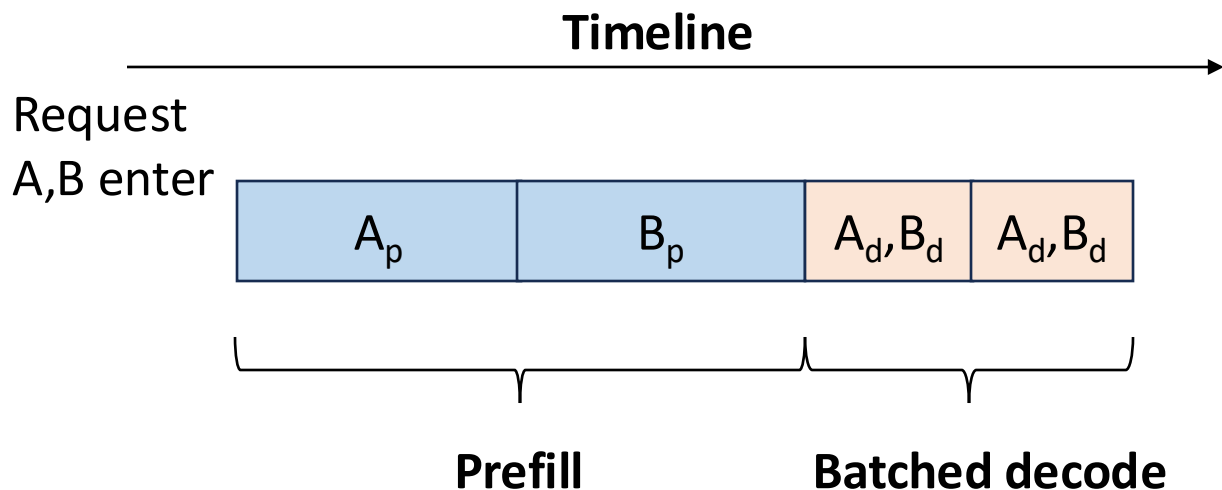 Timeline
Request
A,B enter
Ap
Bp
Ad,Bd
Ad,Bd
Prefill
Batched decode